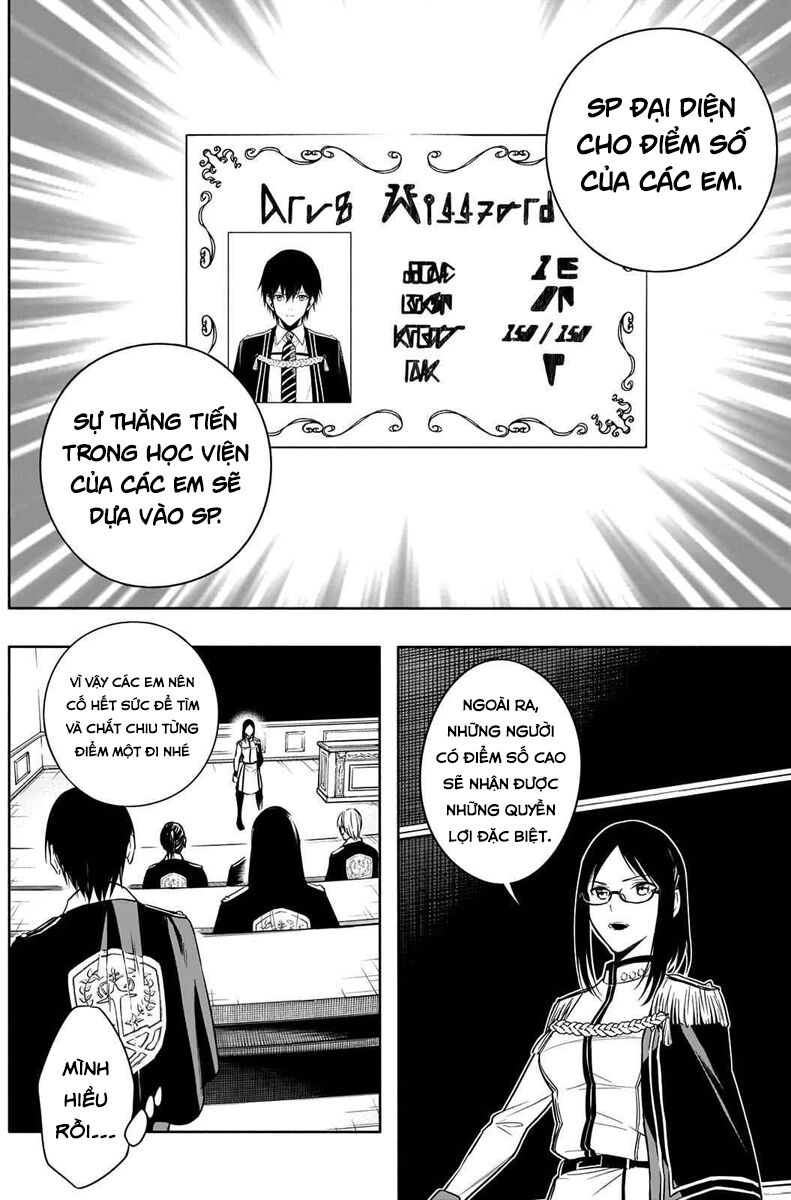 SP ĐẠI DIỆN
CHO ĐIỂM SỐ
CỦA CÁC EM.
1 E
150 / 150
SỰ THĂNG TIẾN
TRONG HỌC VIỆN
CỦA CÁC EM SẼ
DỰA VÀO SP.
NGOÀI RA,
NHỮNG NGƯỜI
CÓ ĐIỂM SỐ CAO
SẼ NHẬN ĐƯỢC
NHỮNG QUYỀN
LỢI ĐẶC BIỆT.
VÌ VẬY CÁC EM NÊN
CỐ HẾT SỨC ĐỂ TÌM
VÀ CHẮT CHIU TỪNG
ĐIỂM MỘT ĐI NHÉ
MÌNH
HIỂU
RỒI...